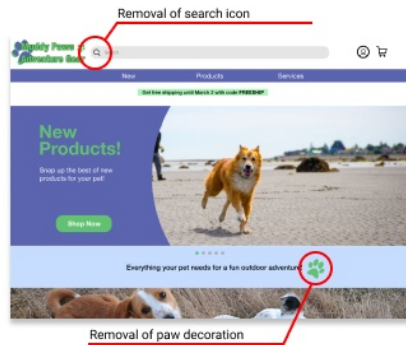 Removal of search icon
Muddy Paws
Adventure Gear
Search
New Products Services
Get free shipping until March 2 with code FREESHIP
New
Products!
Snap up the best of new
products for your pet!
Shop Now
Everything your pet needs for a fun outdoor adventure!
Removal of paw decoration